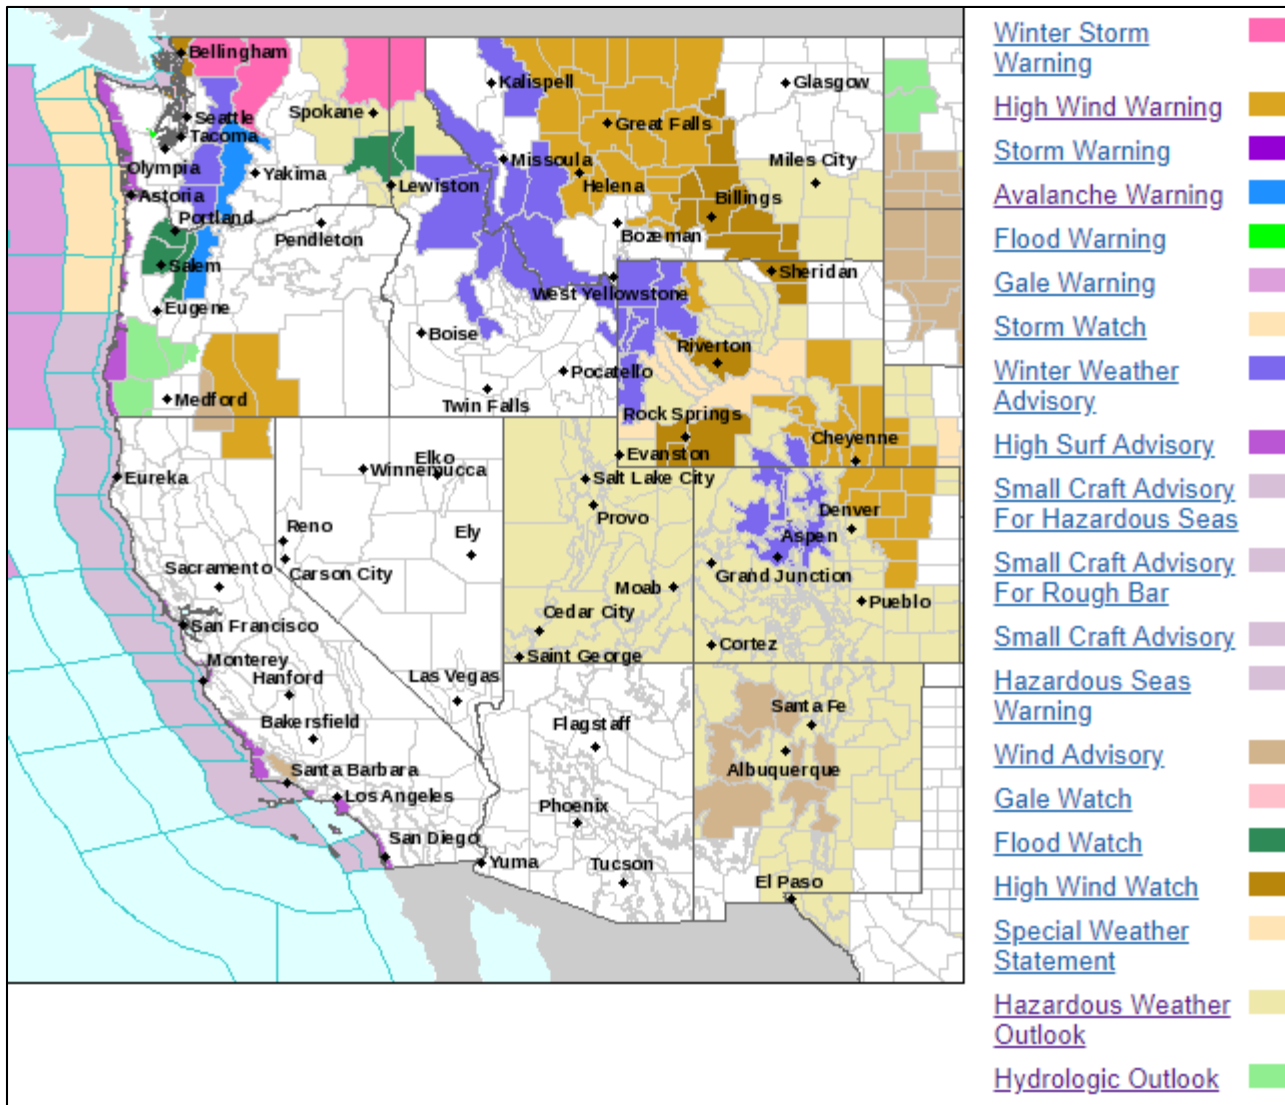 Bellingham
Kalispell
Glasgow
Seattle
Spokane
Tacoma
Great Falls
Olympia
Missoula
Miles City
Yakima
Helena
Lewiston
Astoria
Billings
Portland
Pendleton
Bozeman
Salem
Sheridan
West Yellowstone
Eugene
Boise
Riverton
Pocatello
Medford
Twin Falls
Rock Springs
Cheyenne
Elko
Evanston
Winnemucca
Eureka
Salt Lake City
Provo
Denver
Reno
Ely
Aspen
Sacramento
Carson City
Grand Junction
Moab
Pueblo
Cedar City
San Francisco
Cortez
Saint George
Monterey
Hanford
Las Vegas
Santa Fe
Bakersfield
Flagstaff
Santa Barbara
Albuquerque
Los Angeles
Phoenix
San Diego
Yuma
Tucson
El Paso
Winter Storm
Warning
High Wind Warning
Storm Warning
Avalanche Warning
Flood Warning
Gale Warning
Storm Watch
Winter Weather
Advisory
High Surf Advisory
Small Craft Advisory
For Hazardous Seas
Small Craft Advisory
For Rough Bar
Small Craft Advisory
Hazardous Seas
Warning
Wind Advisory
Gale Watch
Flood Watch
High Wind Watch
Special Weather
Statement
Hazardous Weather
Outlook
Hydrologic Outlook